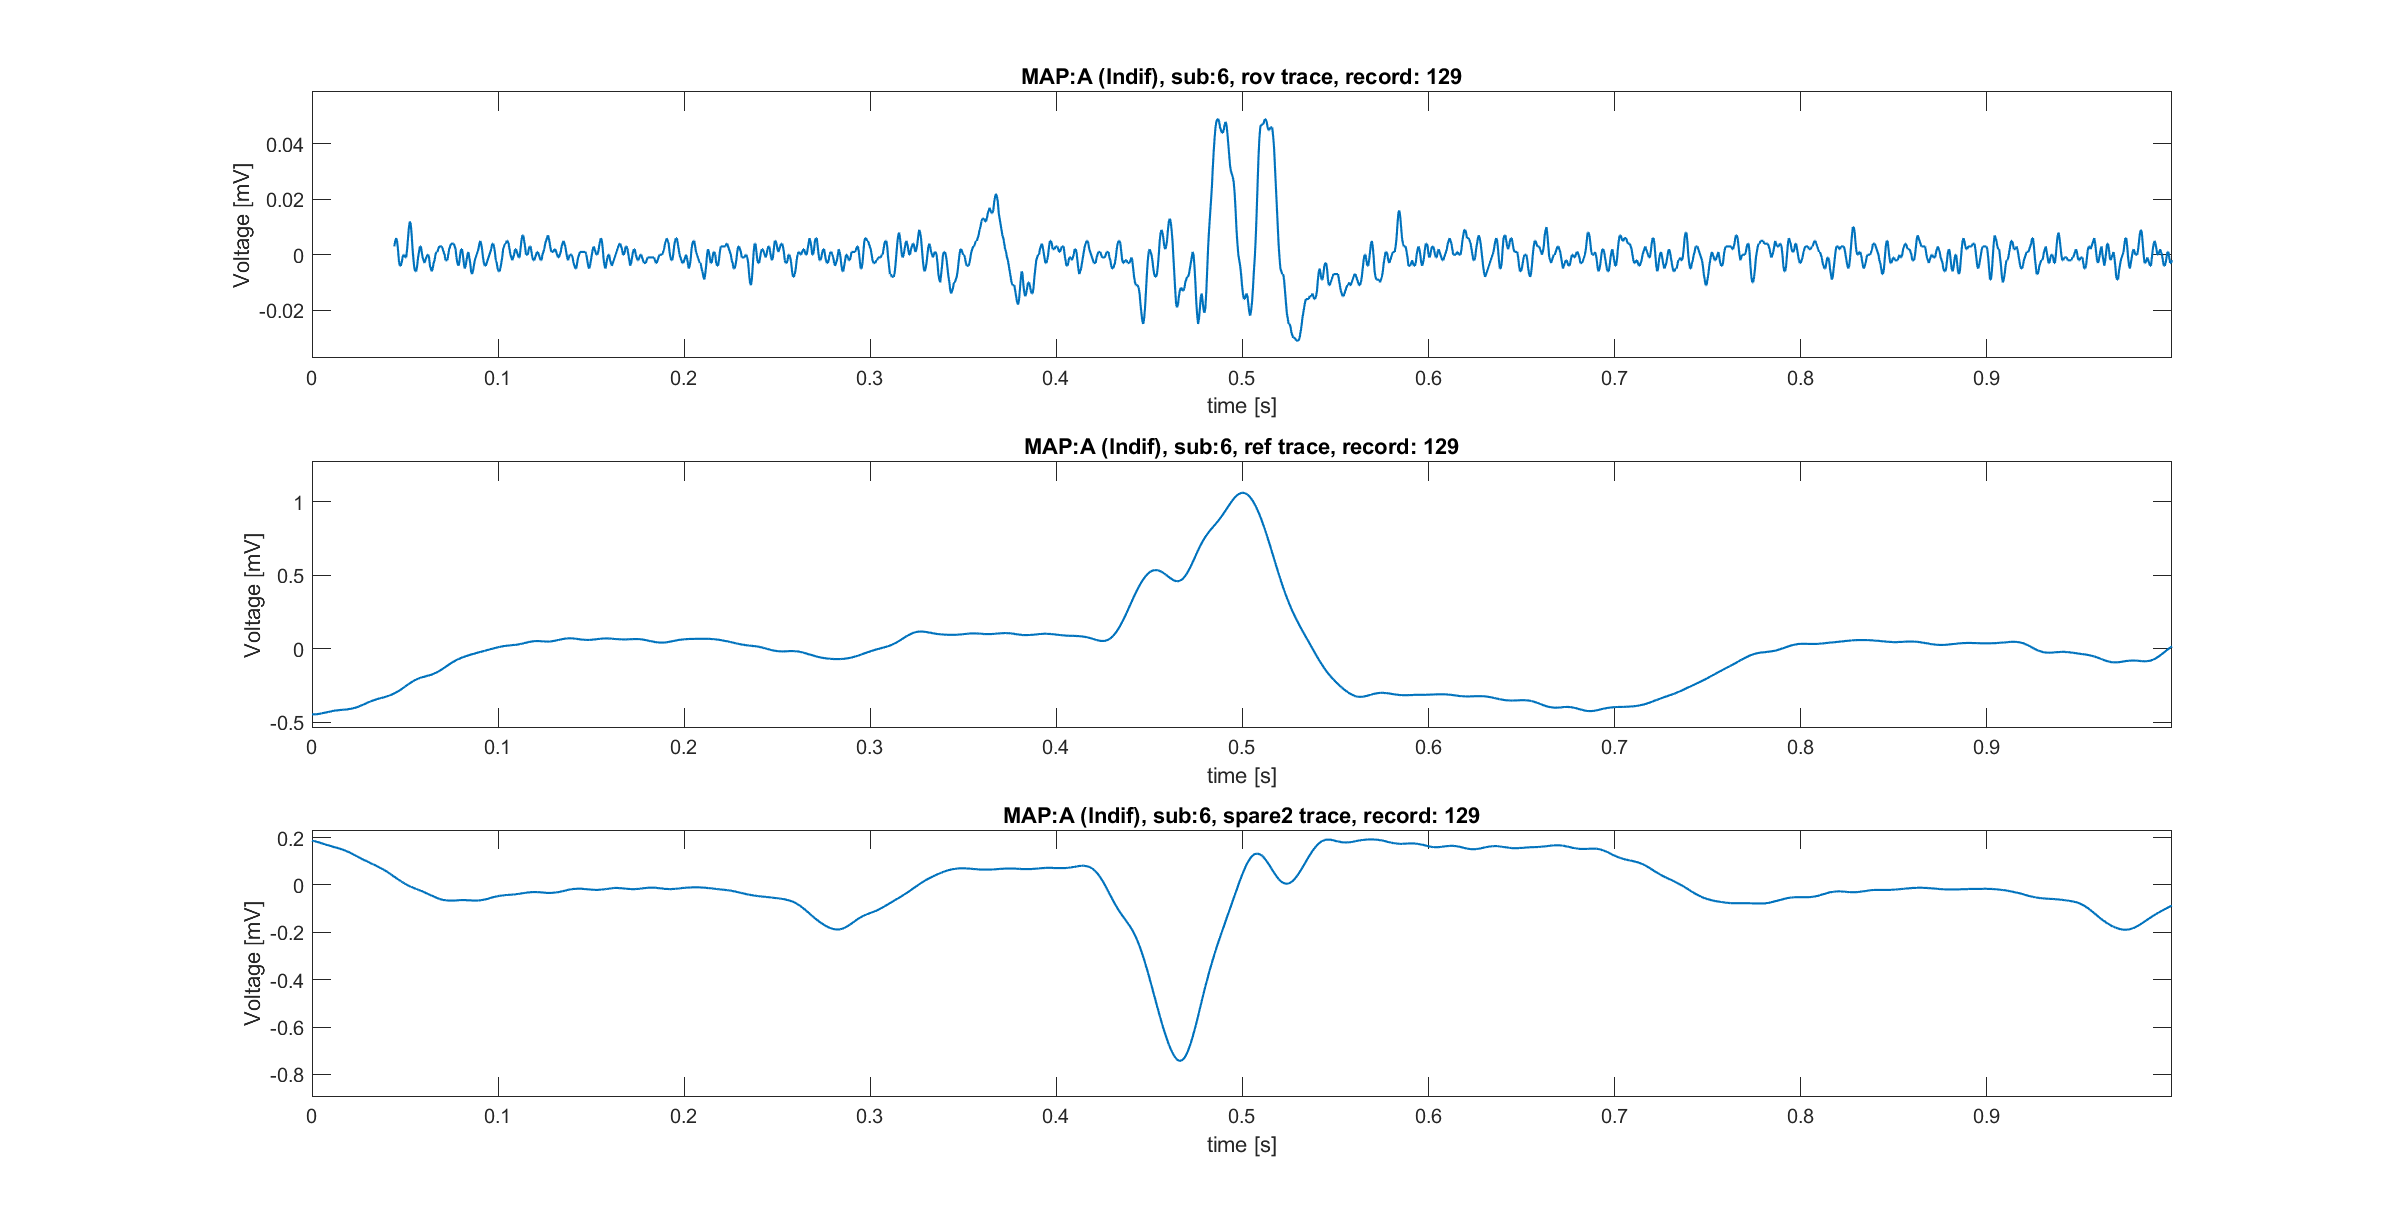 MAP:A (Indif), sub:6, rov trace, record: 129
Voltage [mV]
0.04
0.02
0
-0.02
0 0.1 0.2 0.3 0.4 0.5 0.6 0.7 0.8 0.9
time [s]
MAP:A (Indif), sub:6, ref trace, record: 129
Voltage [mV]
1
0.5
0
-0.5
0 0.1 0.2 0.3 0.4 0.5 0.6 0.7 0.8 0.9
time [s]
MAP:A (Indif), sub:6, spare2 trace, record: 129
Voltage [mV]
0.2
0
-0.2
-0.4
-0.6
-0.8
0 0.1 0.2 0.3 0.4 0.5 0.6 0.7 0.8 0.9
time [s]